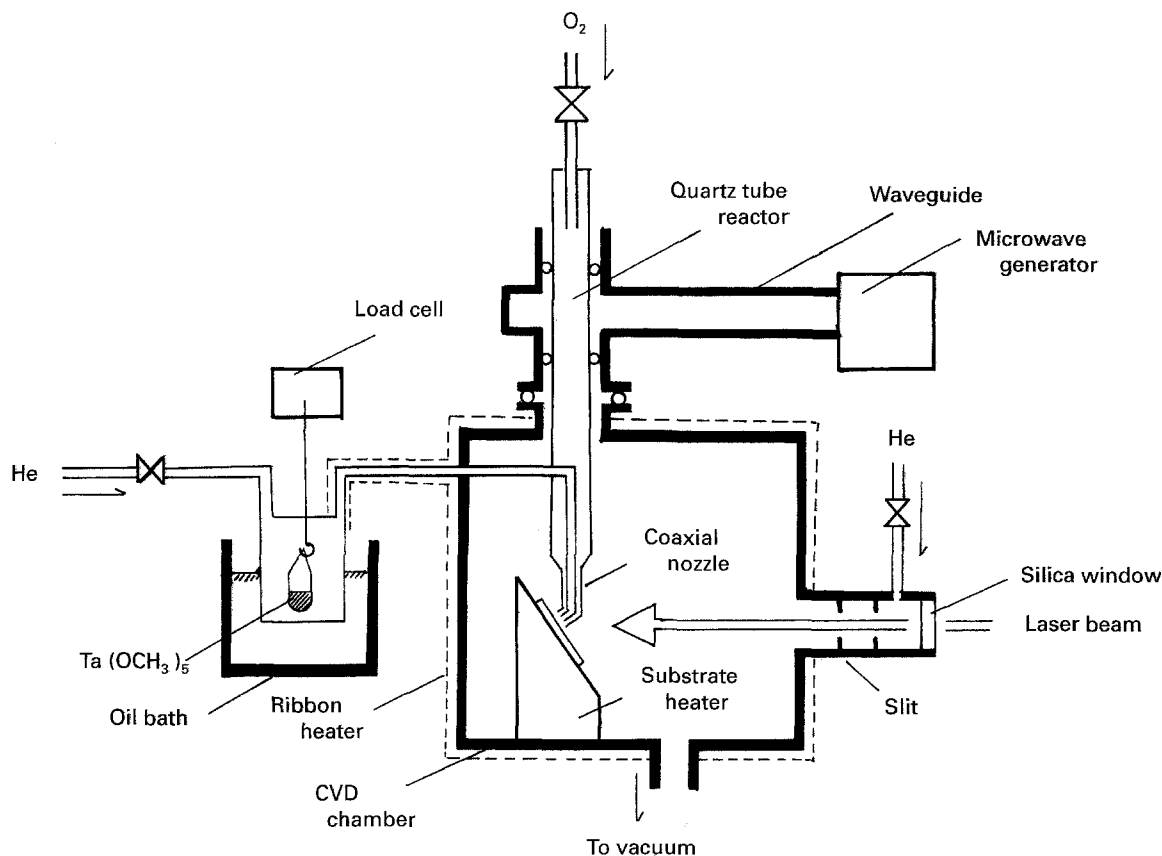 O₂
Quartz tube
reactor
Waveguide
Microwave
generator
Load cell
He
He
Coaxial
nozzle
Silica window
Laser beam
Ta (OCH₃)₅
Oil bath
Ribbon
heater
Substrate
heater
Slit
CVD
chamber
To vacuum